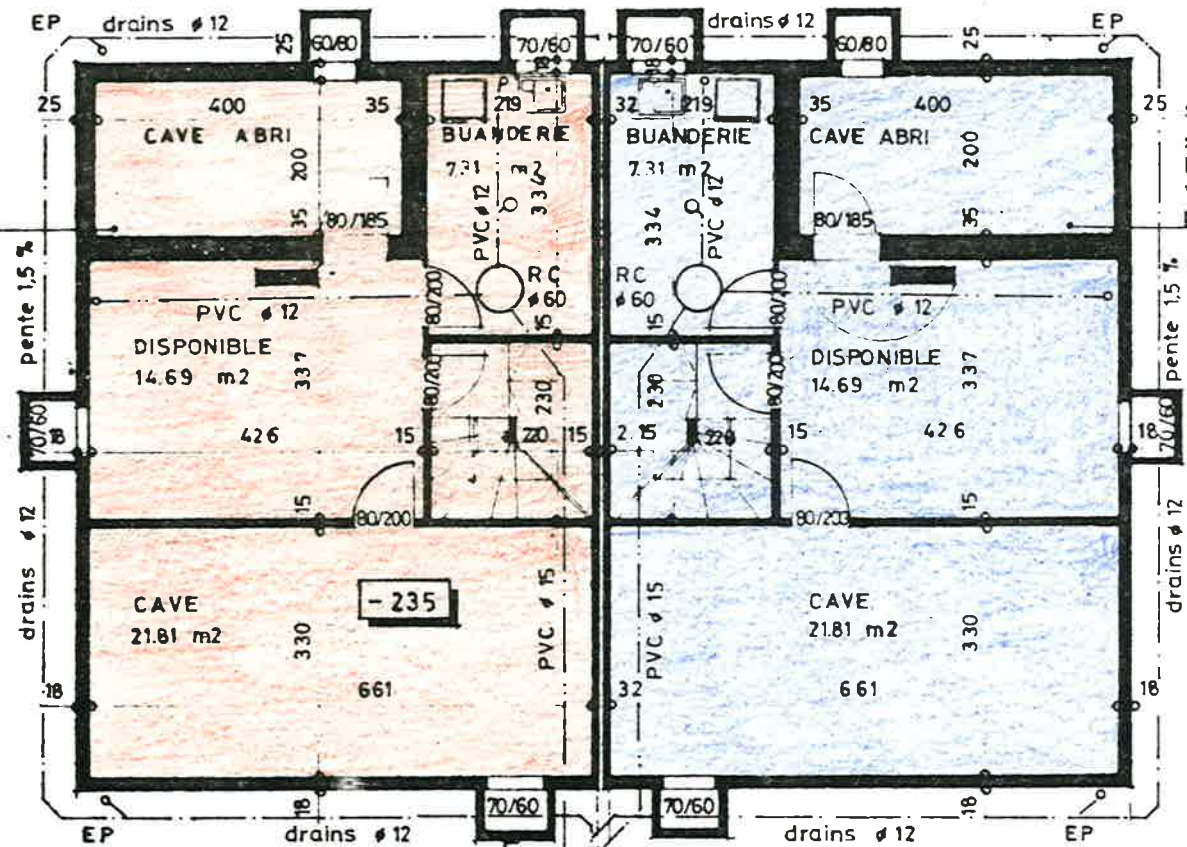 EP drains ø 12 drains ø 12 EP
25 60/80 70/60 70/60 60/80 25
18 18
25 400 35 219 32 219 35 400 25
CAVE ABRI BUANDERIE BUANDERIE CAVE ABRI
7.31 m2 7.31 m2
200 334 334 200
PVC ø 12 PVC ø 12
35 80/185 80/185 35
pente 1,5 % 80/200 RC RC 80/200 pente 1,5 %
ø 60 ø 60
PVC ø 12 15 15 PVC ø 12
DISPONIBLE DISPONIBLE
14.69 m2 14.69 m2
337 80/200 230 230 80/200 337
70/60 18 426 15 220 15 15 220 15 426 18 70/60
15 80/200 80/200 15
drains ø 12 drains ø 12
CAVE - 235 CAVE
21.81 m2 21.81 m2
330 PVC ø 15 PVC ø 15 330
18 661 32 661 18
18 70/60 70/60 18
EP drains ø 12 drains ø 12 EP